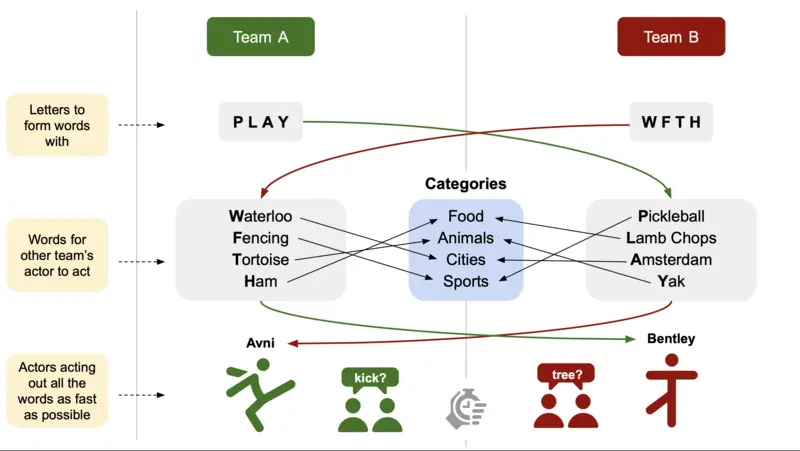 Team A
Team B
Letters to
form words
with
P L A Y
W F T H
Categories
Words for
other team's
actor to act
Waterloo
Fencing
Tortoise
Ham
Food
Animals
Cities
Sports
Pickleball
Lamb Chops
Amsterdam
Yak
Actors acting
out all the
words as fast
as possible
Avni
kick?
tree?
Bentley